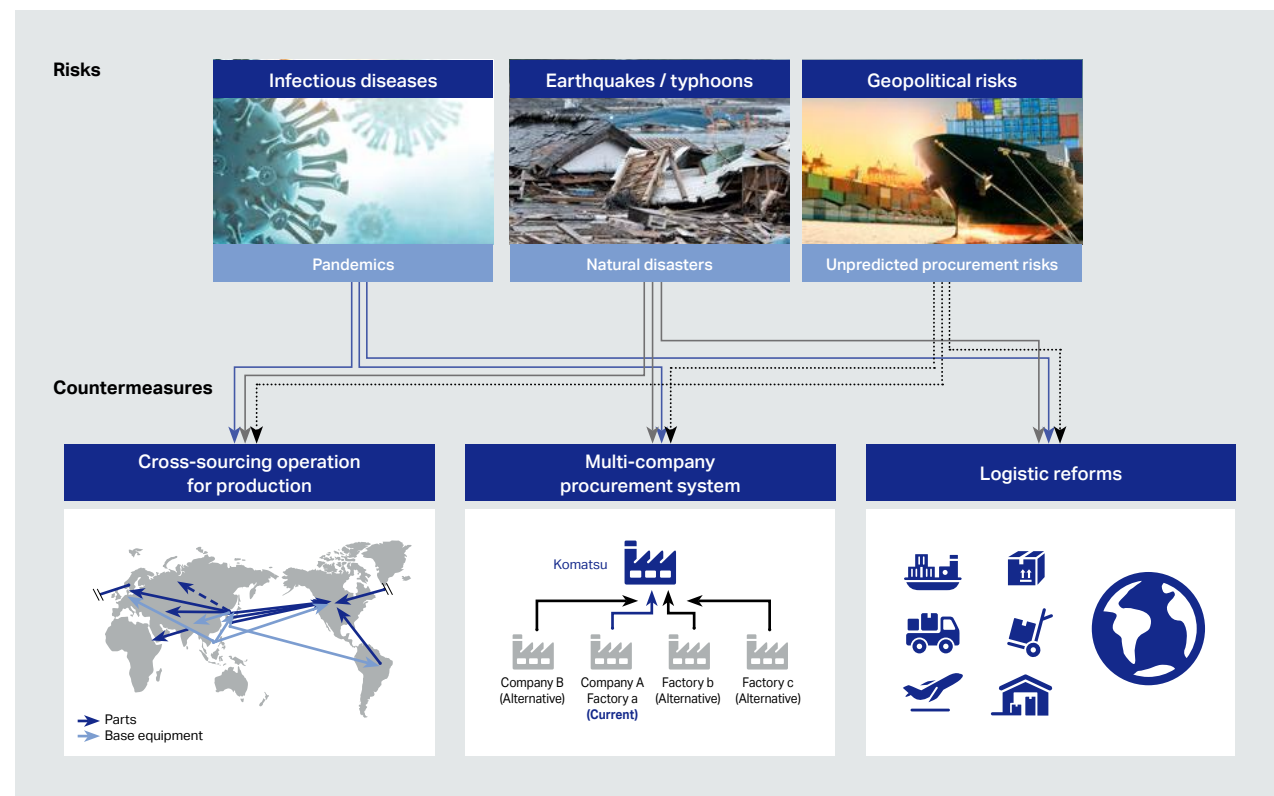 Risks
Infectious diseases
Earthquakes / typhoons
Geopolitical risks
Pandemics
Natural disasters
Unpredicted procurement risks
Countermeasures
Cross-sourcing operation
for production
Multi-company
procurement system
Logistic reforms
Parts
Base equipment
Komatsu
Company B
(Alternative)
Company A
Factory a
(Current)
Factory b
(Alternative)
Factory c
(Alternative)